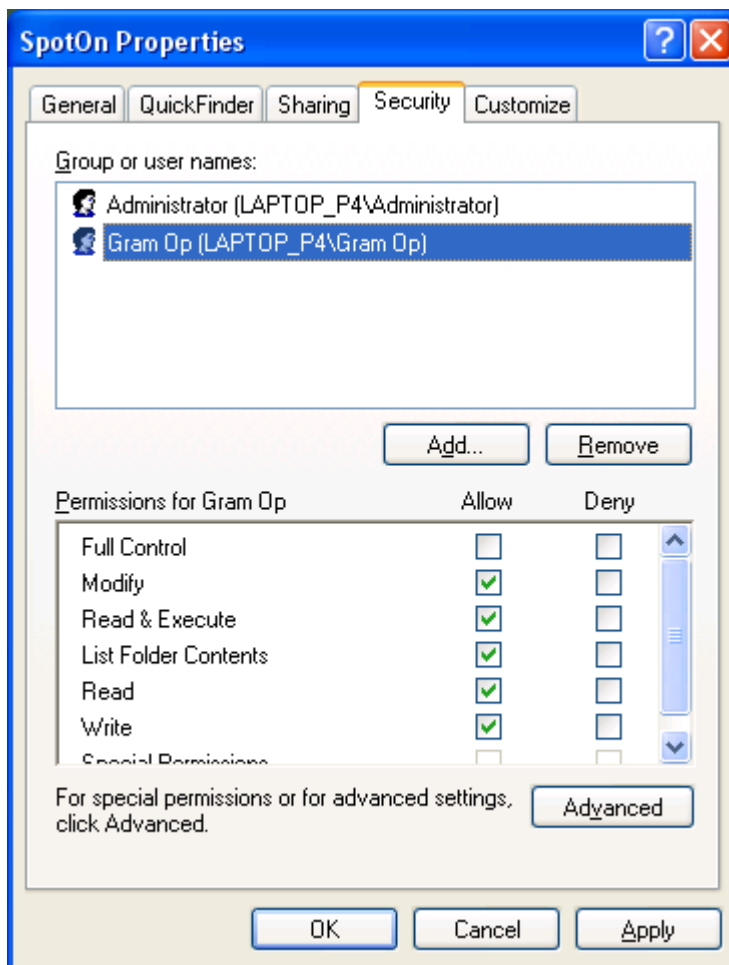 SpotOn Properties
General QuickFinder Sharing Security Customize
Group or user names:
Administrator (LAPTOP_P4\Administrator)
Gram Op (LAPTOP_P4\Gram Op)
Add... Remove
Permissions for Gram Op Allow Deny
Full Control
Modify
Read & Execute
List Folder Contents
Read
Write
Special Permissions
For special permissions or for advanced settings, Advanced
click Advanced.
OK Cancel Apply